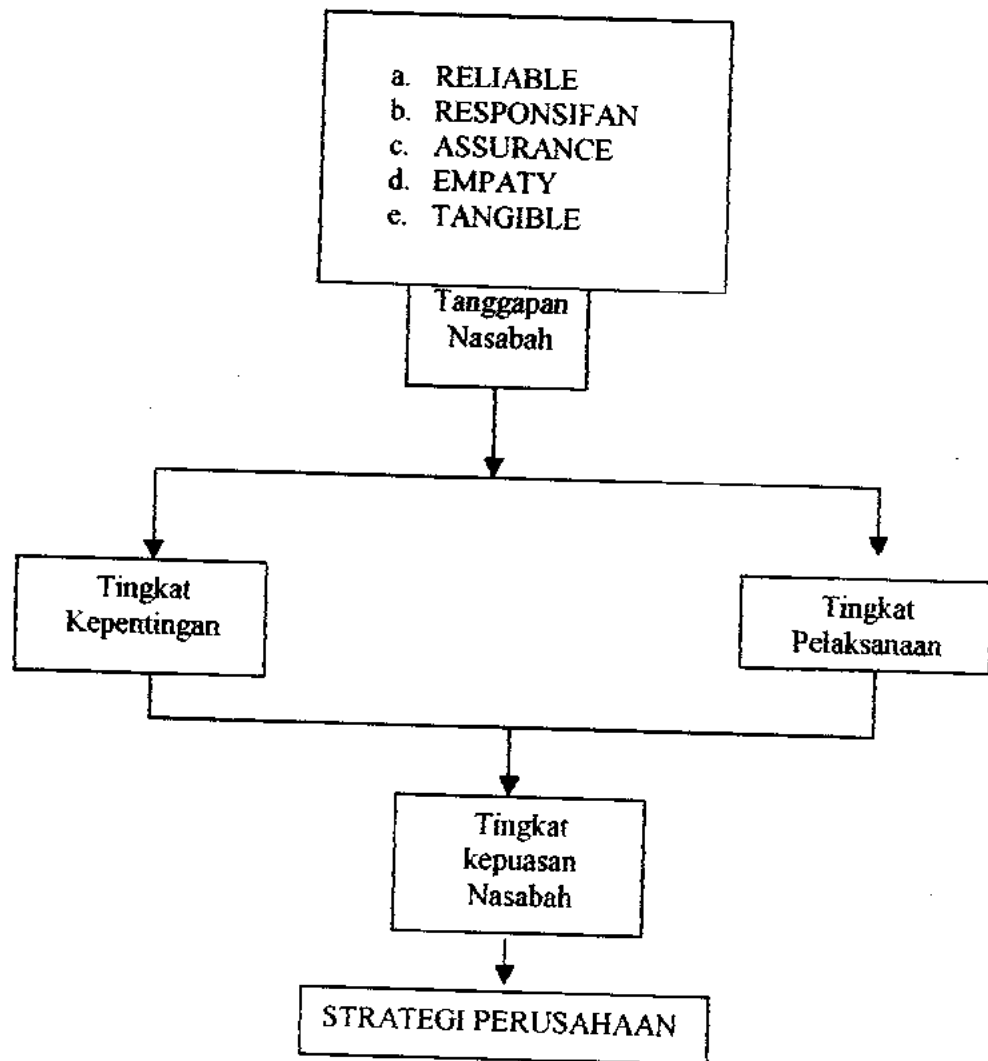 a. RELIABLE
b. RESPONSIFAN
c. ASSURANCE
d. EMPATY
e. TANGIBLE
Tanggapan
Nasabah
Tingkat
Kepentingan
Tingkat
Pelaksanaan
Tingkat
kepuasan
Nasabah
STRATEGI PERUSAHAAN